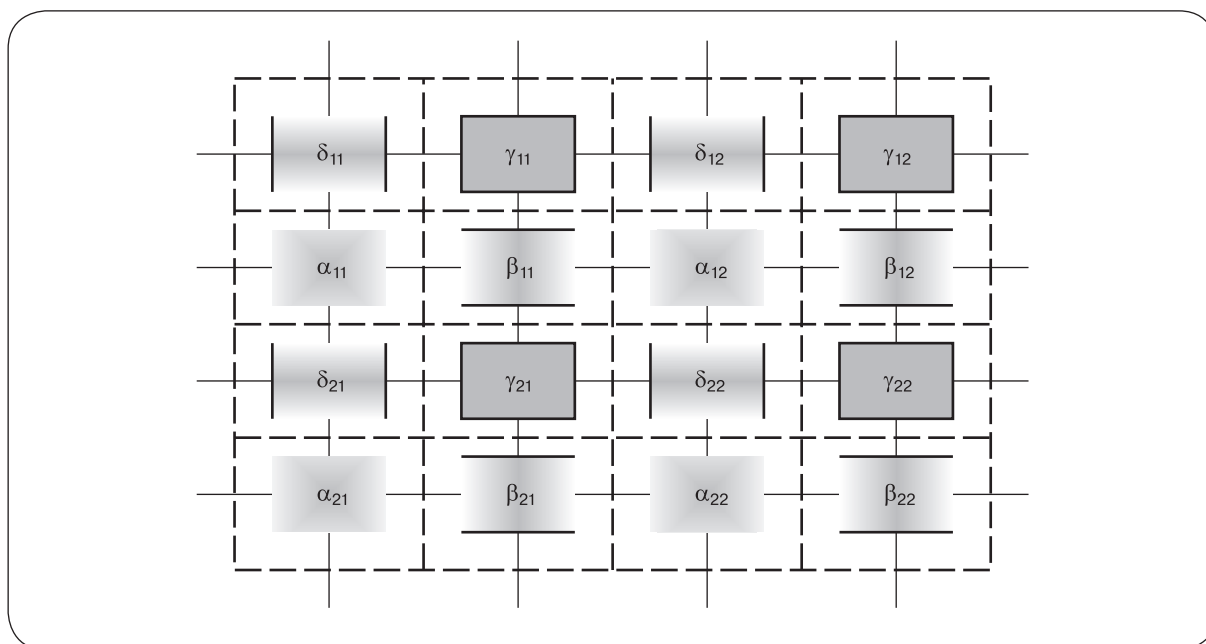 δ₁₁ γ₁₁ δ₁₂ γ₁₂
α₁₁ β₁₁ α₁₂ β₁₂
δ₂₁ γ₂₁ δ₂₂ γ₂₂
α₂₁ β₂₁ α₂₂ β₂₂